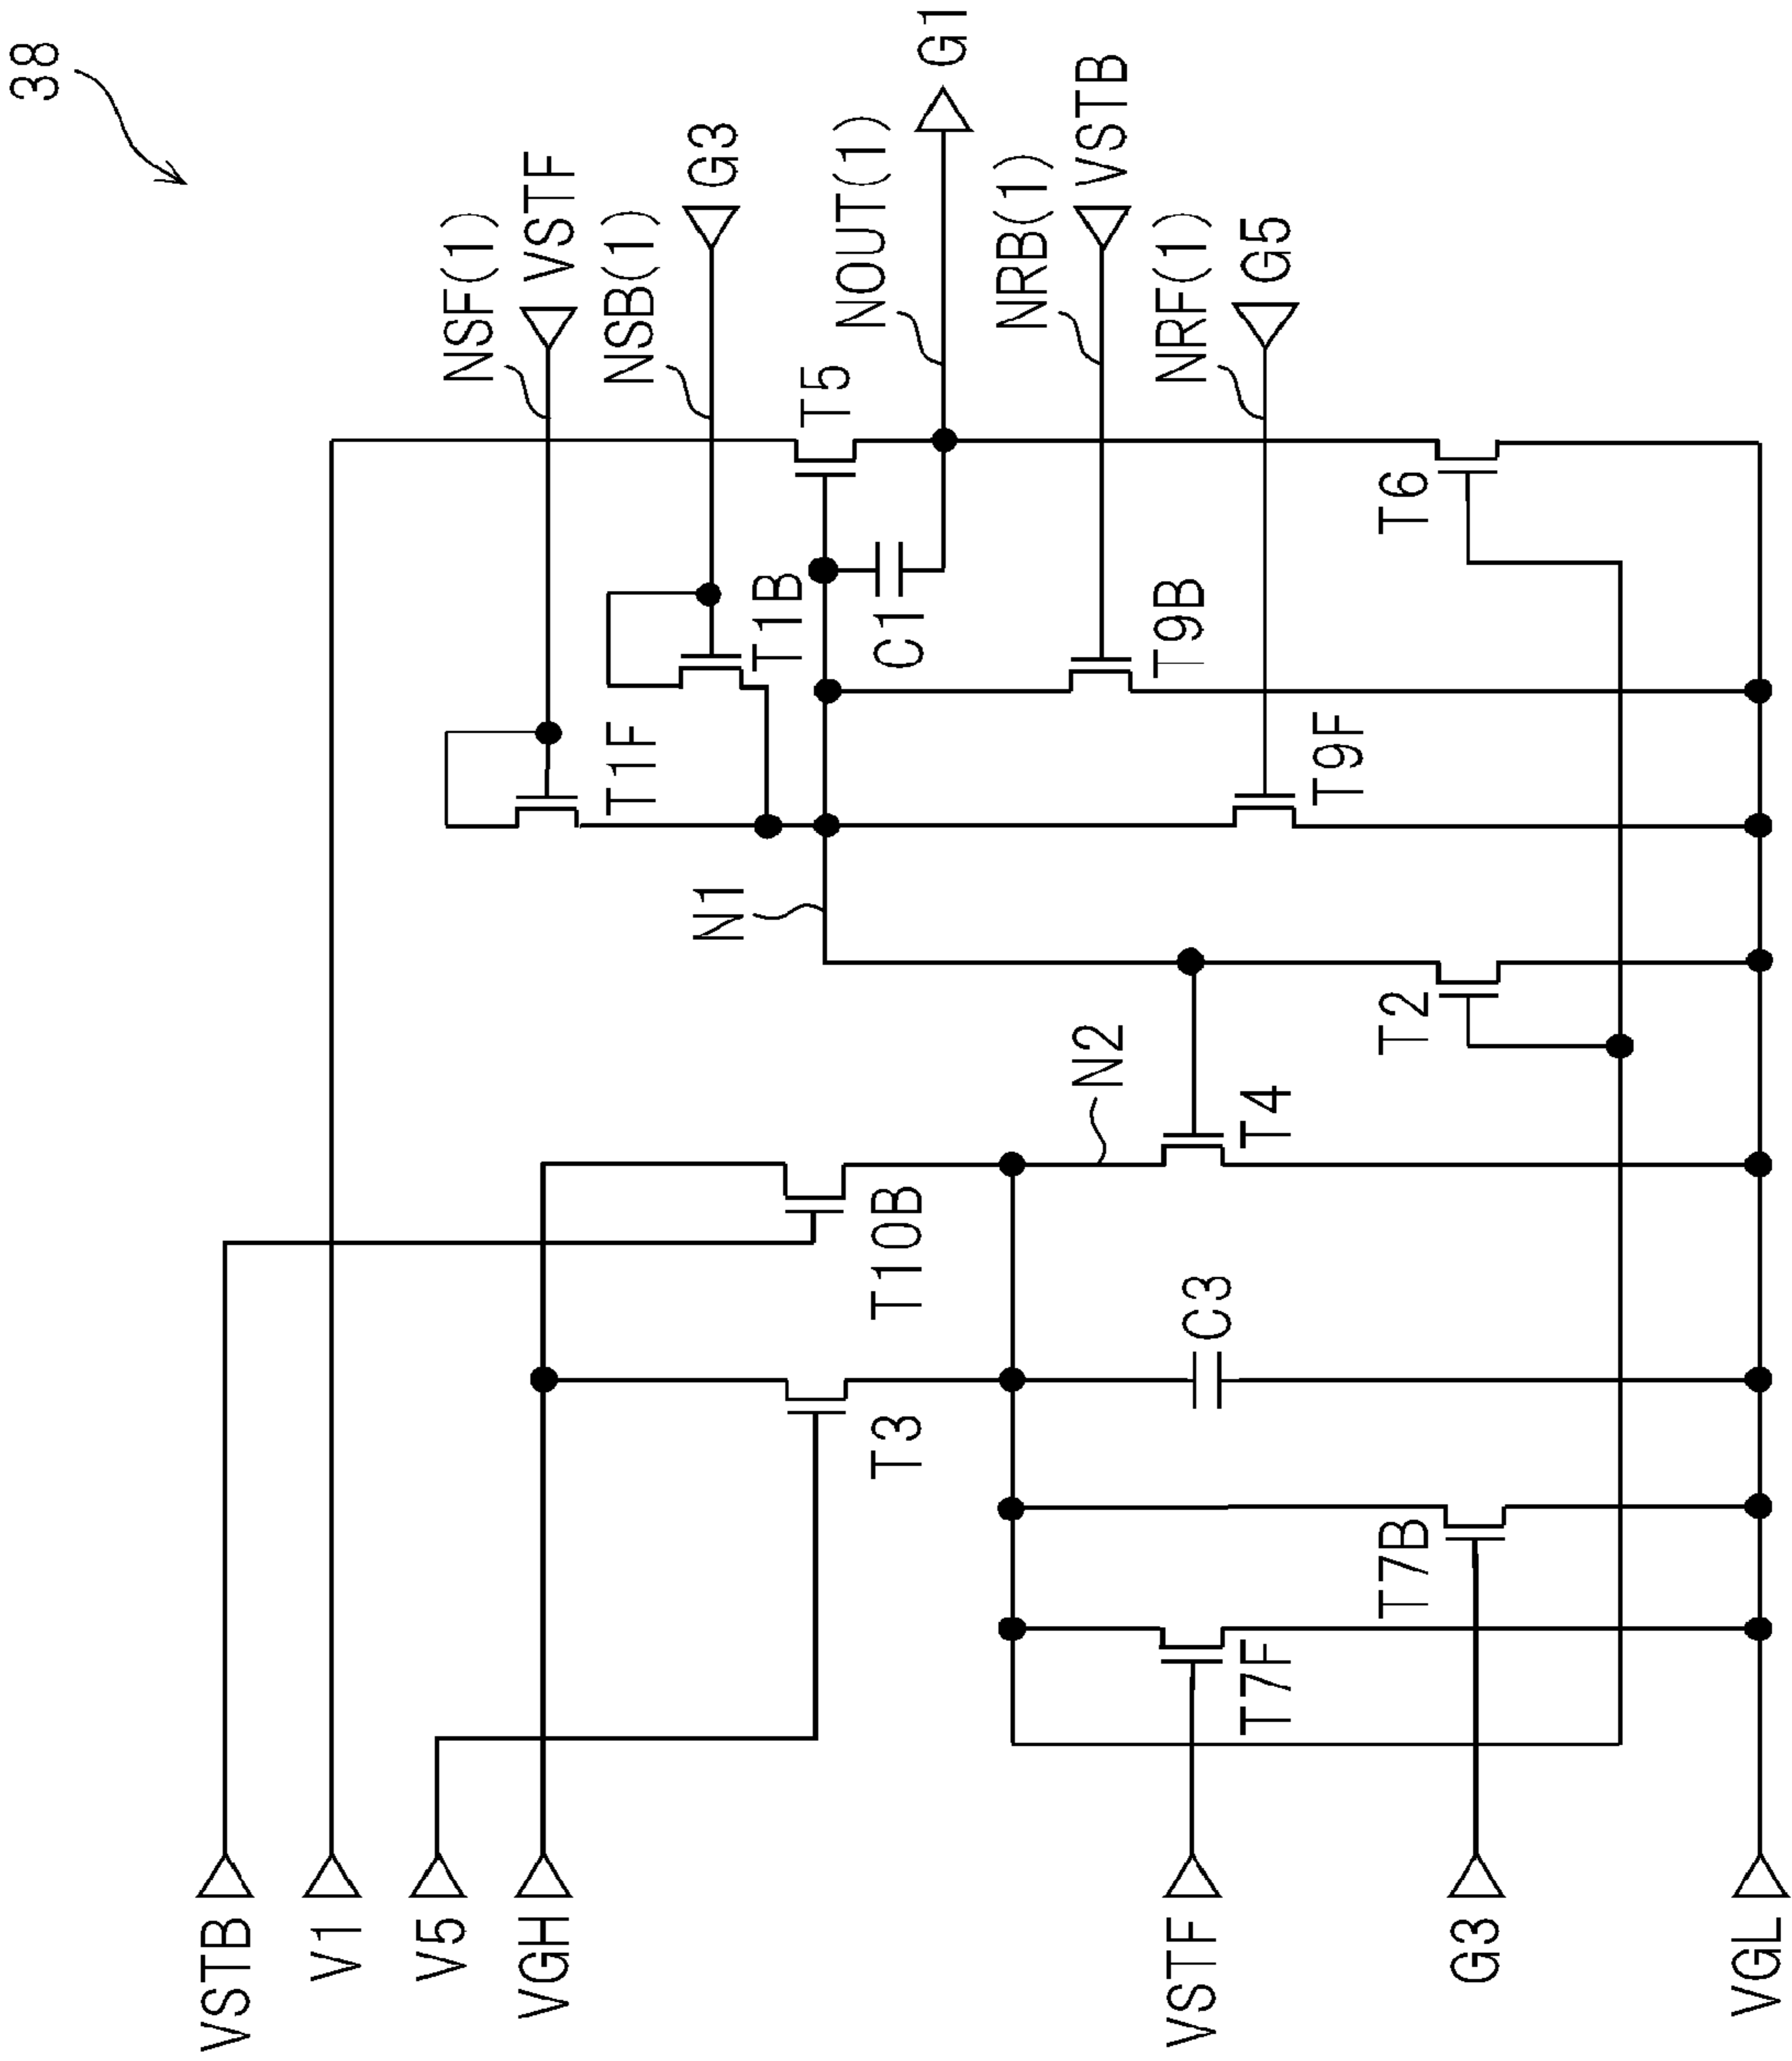 38
NSF(1)
VSTF
NSB(1)
G3
NOUT(1)
G1
NRB(1)
VSTB
NRF(1)
G5
T1F
T1B
T5
C1
T9B
T9F
T6
N1
N2
T2
T4
T10B
T3
C3
T7B
T7F
VSTB
V1
V5
VGH
VSTF
G3
VGL